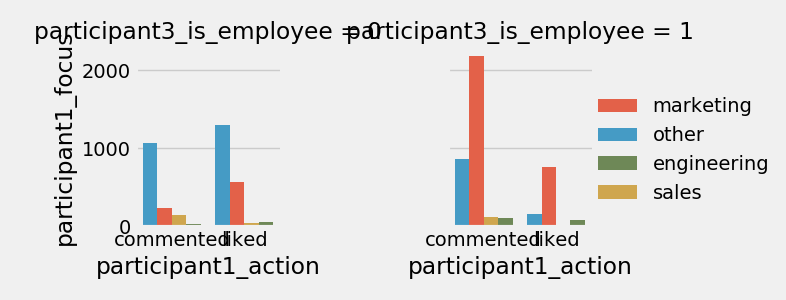 participant3_is_employee = 0
participant3_is_employee = 1
participant1_focus
2000
1000
0
commented
liked
commented
liked
participant1_action
participant1_action
marketing
other
engineering
sales